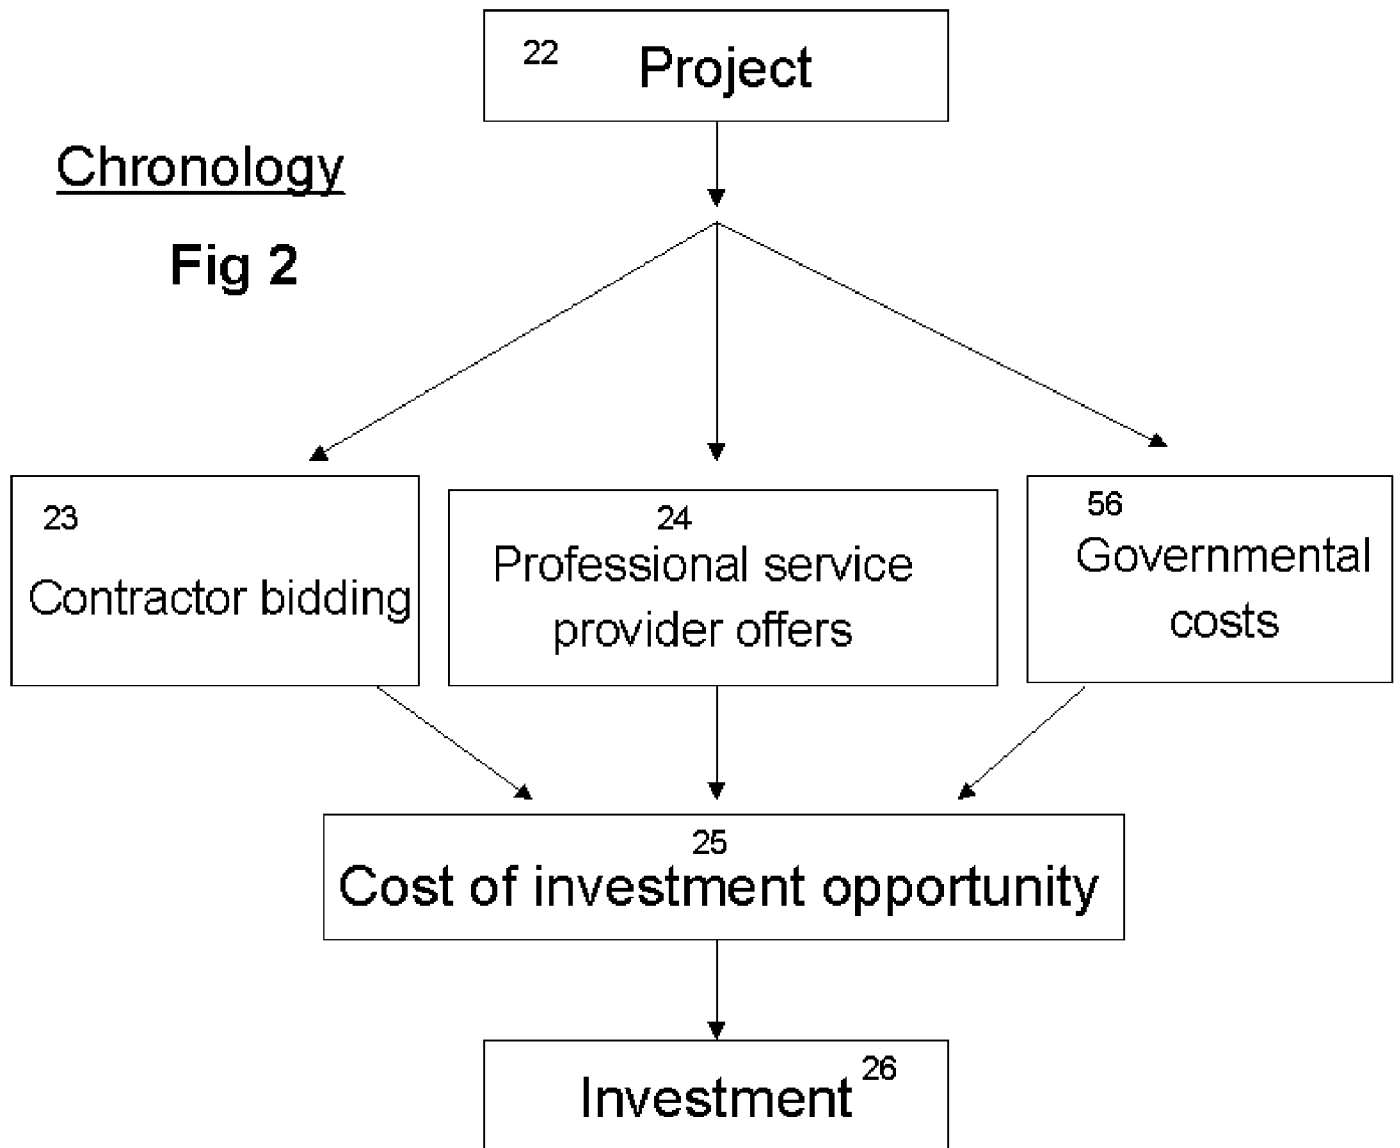 22 Project
Chronology
Fig 2
23
Contractor bidding
24
Professional service
provider offers
56
Governmental
costs
25
Cost of investment opportunity
Investment 26